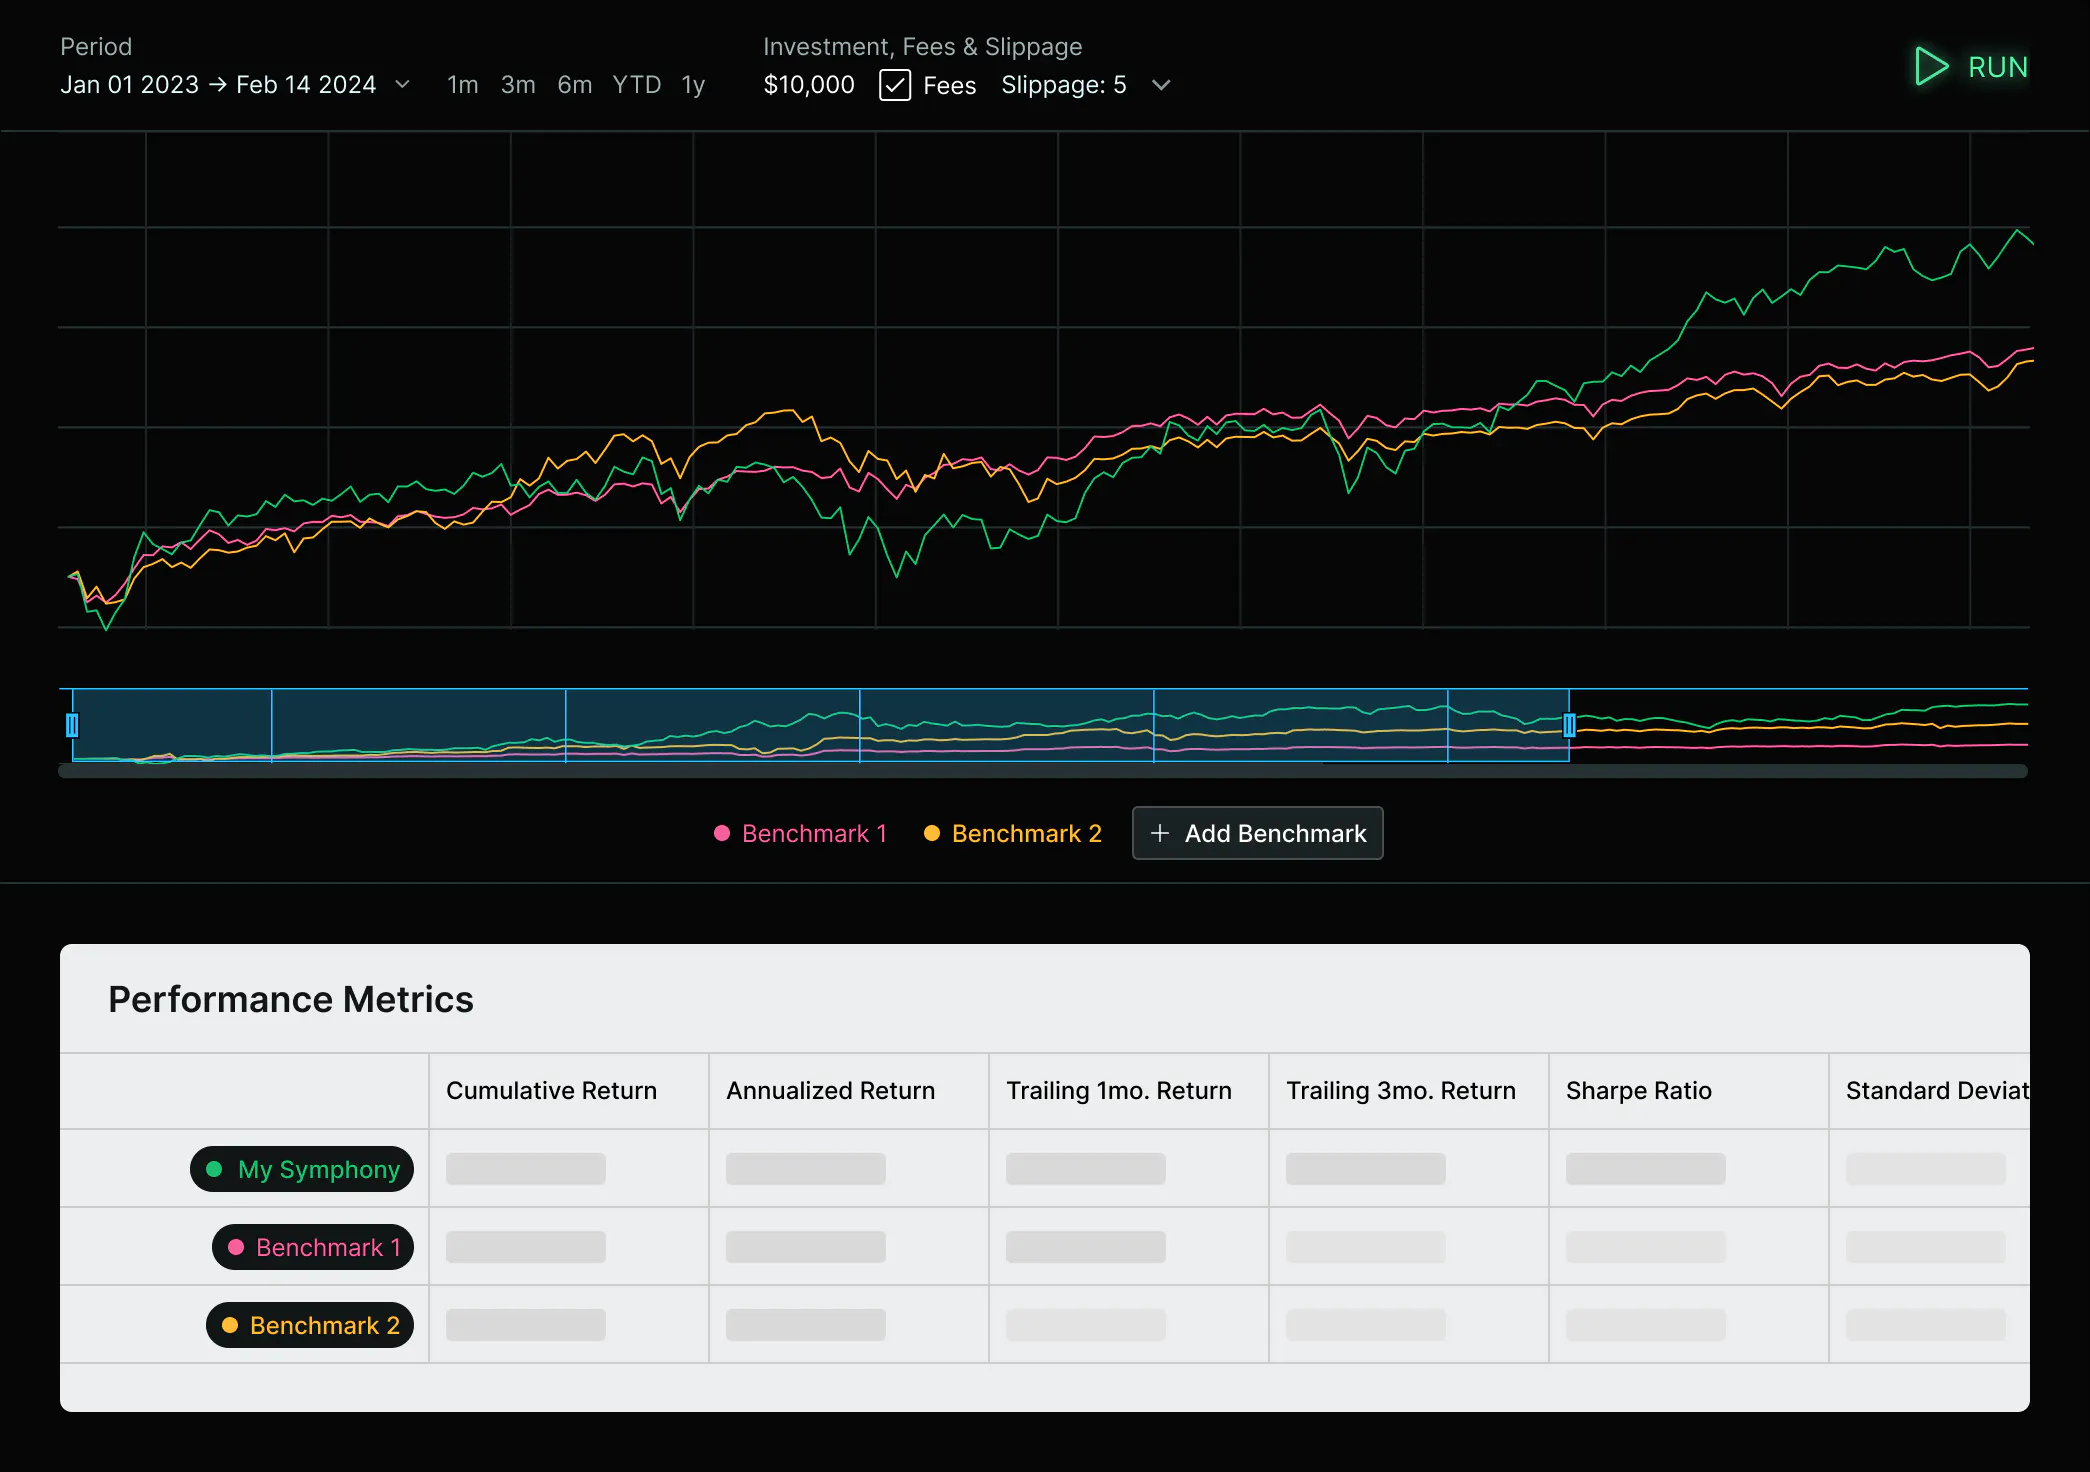 Period
Jan 01 2023 → Feb 14 2024
1m 3m 6m YTD 1y
Investment, Fees & Slippage
$10,000 Fees Slippage: 5
RUN
Benchmark 1
Benchmark 2
+ Add Benchmark
Performance Metrics
Cumulative Return
Annualized Return
Trailing 1mo. Return
Trailing 3mo. Return
Sharpe Ratio
Standard Deviat
My Symphony
Benchmark 1
Benchmark 2